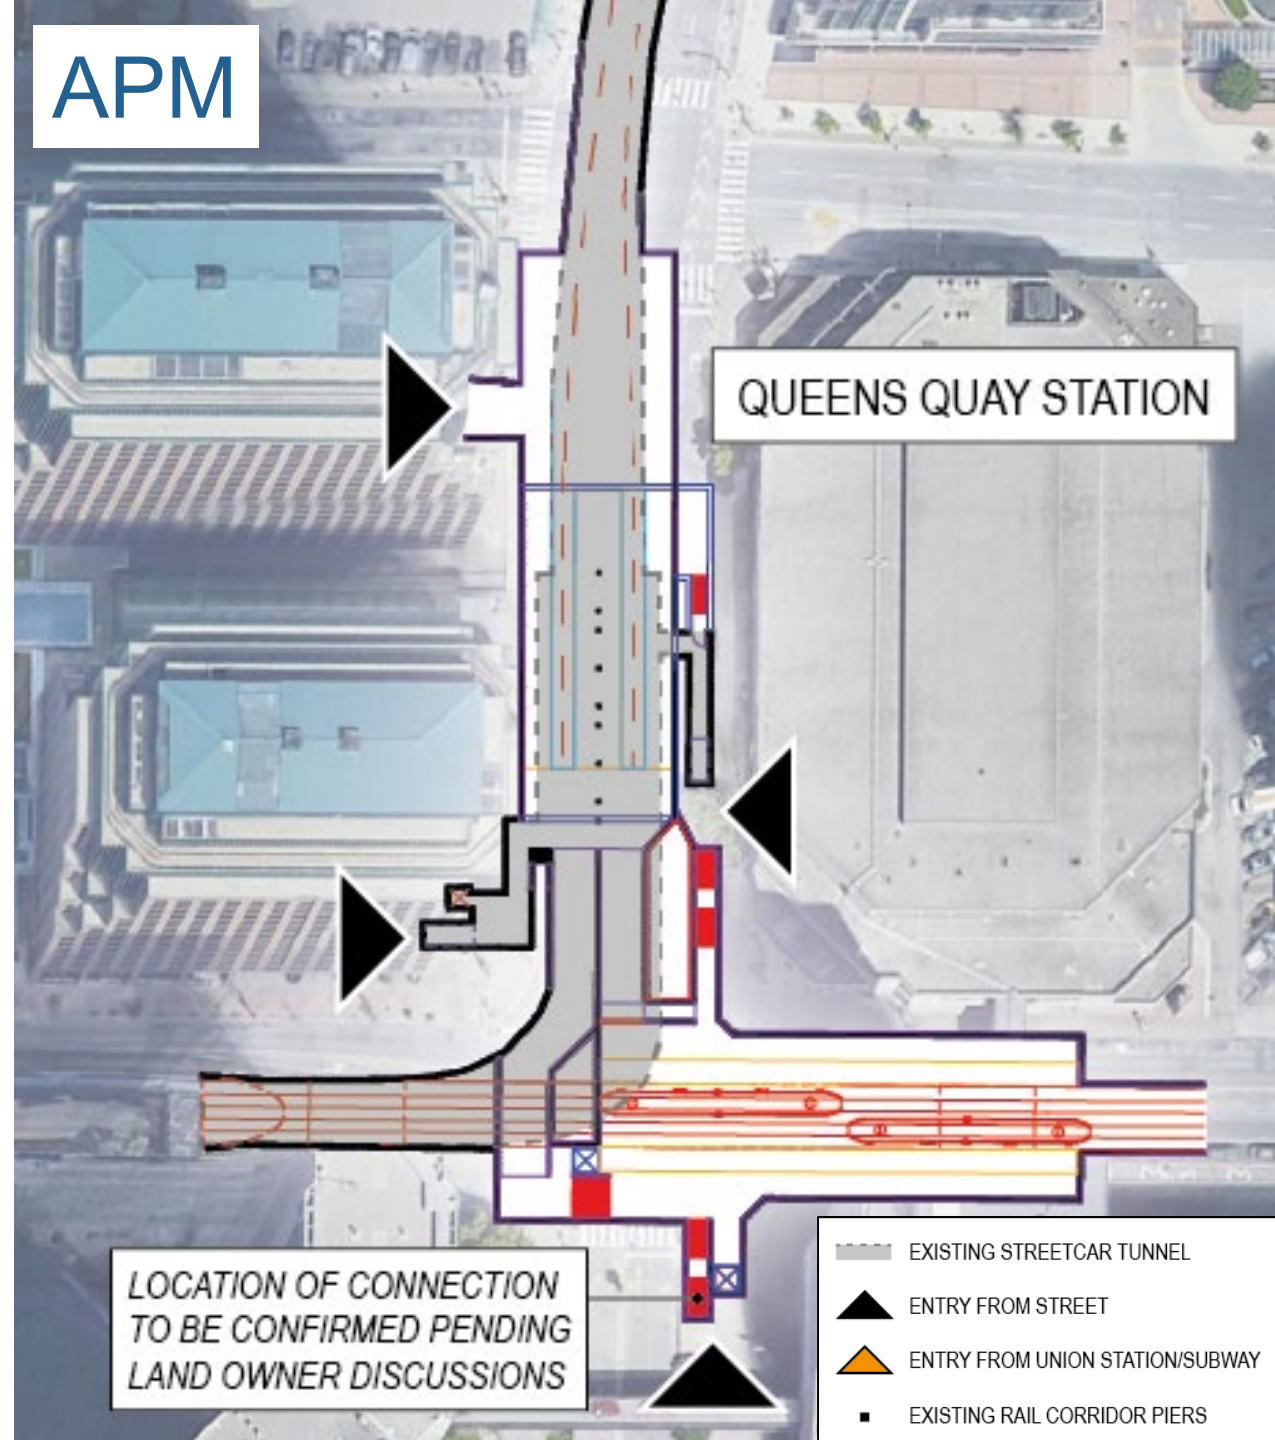 APM
QUEENS QUAY STATION
LOCATION OF CONNECTION
TO BE CONFIRMED PENDING
LAND OWNER DISCUSSIONS
EXISTING STREETCAR TUNNEL
ENTRY FROM STREET
ENTRY FROM UNION STATION/SUBWAY
EXISTING RAIL CORRIDOR PIERS